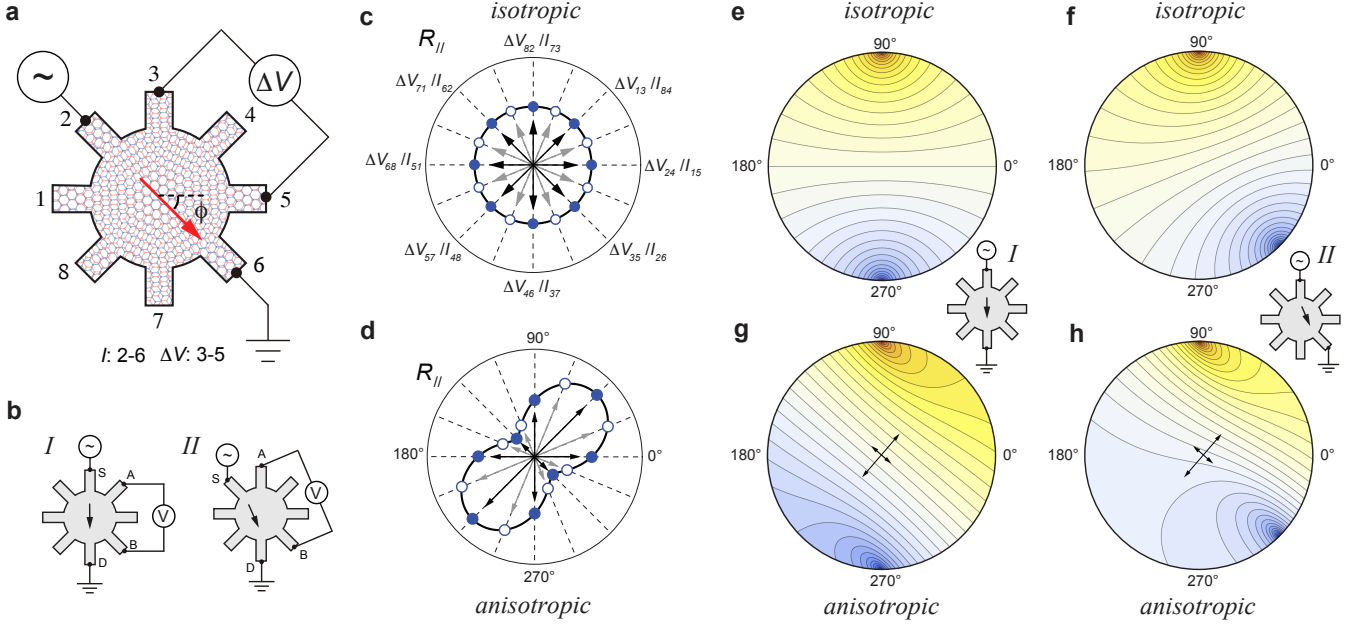 a
~
ΔV
1
2
3
4
5
6
7
8
ϕ
I: 2-6 ΔV: 3-5
b
I
~
S
A
V
B
D
II
~
S
A
V
B
D
c
isotropic
R//
ΔV82 /I73
ΔV71 /I62
ΔV13 /I84
ΔV68 /I51
ΔV24 /I15
ΔV57 /I48
ΔV35 /I26
ΔV46 /I37
d
R//
90°
180°
0°
270°
anisotropic
e
isotropic
90°
180°
0°
270°
~
I
f
isotropic
90°
180°
0°
270°
~
II
g
90°
180°
0°
270°
anisotropic
h
90°
180°
0°
270°
anisotropic